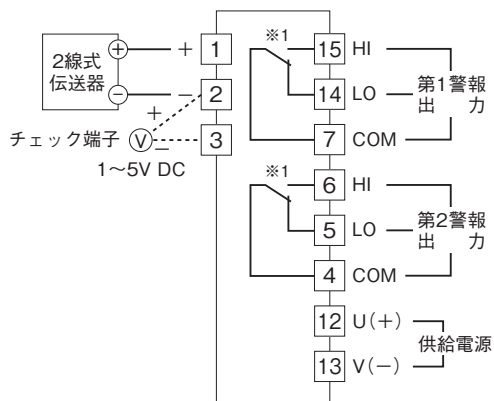 2線式
伝送器
+
−
+ 1
− 2
3
+
−
チェック端子 V
1〜5V DC
※1
15 HI
14 LO
7 COM
第1警報
出 力
※1
6 HI
5 LO
4 COM
第2警報
出 力
12 U(+)
13 V(−)
供給電源